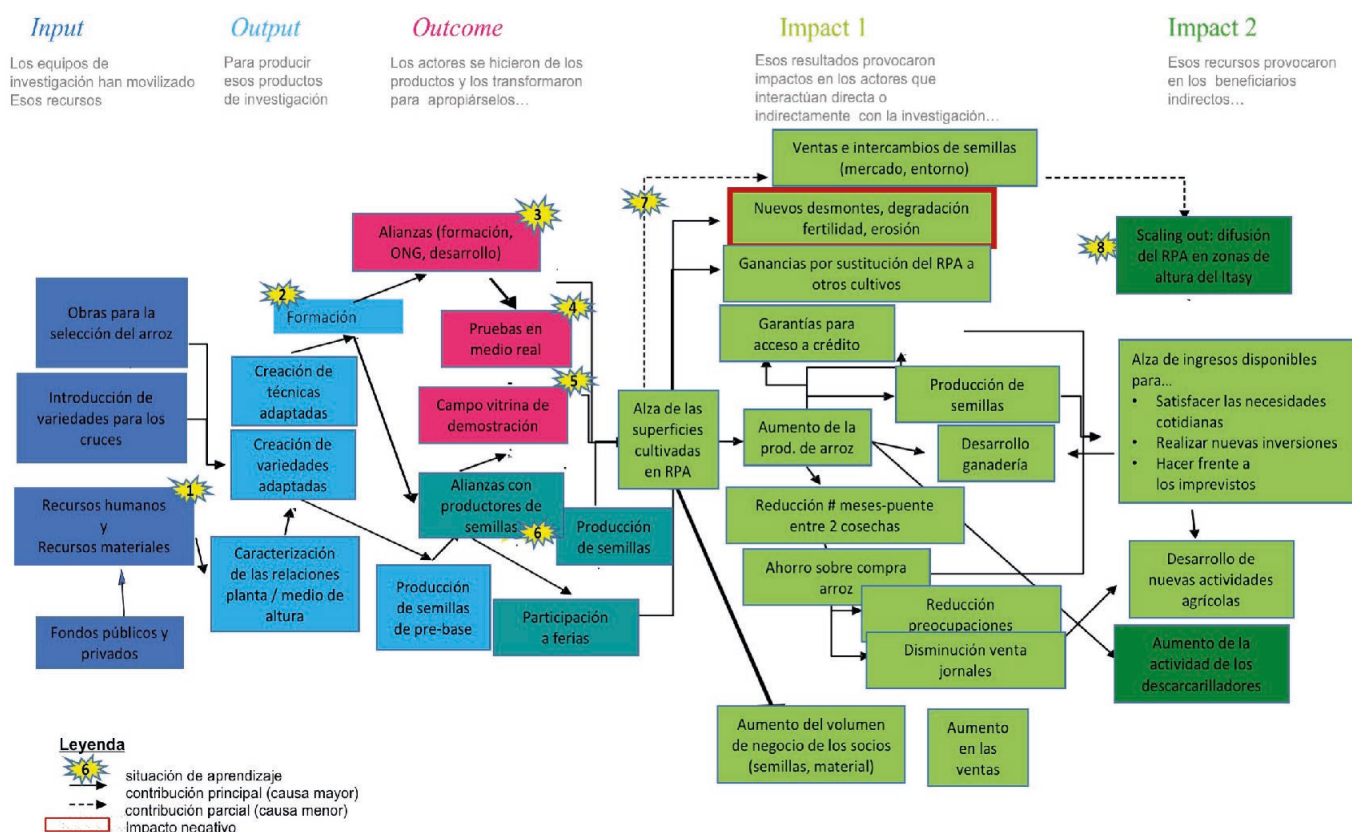 Input
Los equipos de
investigación han movilizado
Esos recursos
Output
Para producir
esos productos
de investigación
Outcome
Los actores se hicieron de los
productos y los transformaron
para apropiárselos…
Impact 1
Esos resultados provocaron
impactos en los actores que
interactúan directa o
indirectamente con la investigación…
Impact 2
Esos recursos provocaron
en los beneficiarios
indirectos…
Obras para la
selección del arroz
Introducción de
variedades para los
cruces
1
Recursos humanos
y
Recursos materiales
Fondos públicos y
privados
2
Formación
Creación de
técnicas
adaptadas
Creación de
variedades
adaptadas
Caracterización
de las relaciones
planta / medio de
altura
Producción
de semillas
de pre-base
3
Alianzas (formación,
ONG, desarrollo)
4
Pruebas en
medio real
5
Campo vitrina de
demostración
Alianzas con
productores de
semillas
6
Producción
de semillas
Participación
a ferias
7
Alza de las
superficies
cultivadas
en RPA
Ventas e intercambios de semillas
(mercado, entorno)
Nuevos desmontes, degradación
fertilidad, erosión
Ganancias por sustitución del RPA a
otros cultivos
Garantías para
acceso a crédito
Producción de
semillas
Aumento de la
prod. de arroz
Desarrollo
ganadería
Reducción # meses-puente
entre 2 cosechas
Ahorro sobre compra
arroz
Reducción
preocupaciones
Disminución venta
jornales
Aumento del volumen
de negocio de los socios
(semillas, material)
Aumento
en las
ventas
8
Scaling out: difusión
del RPA en zonas de
altura del Itasy
Alza de ingresos disponibles
para…
• Satisfacer las necesidades
cotidianas
• Realizar nuevas inversiones
• Hacer frente a
los imprevistos
Desarrollo de
nuevas actividades
agrícolas
Aumento de la
actividad de los
descarcarilladores
Leyenda
6
situación de aprendizaje
contribución principal (causa mayor)
contribución parcial (causa menor)
Impacto negativo